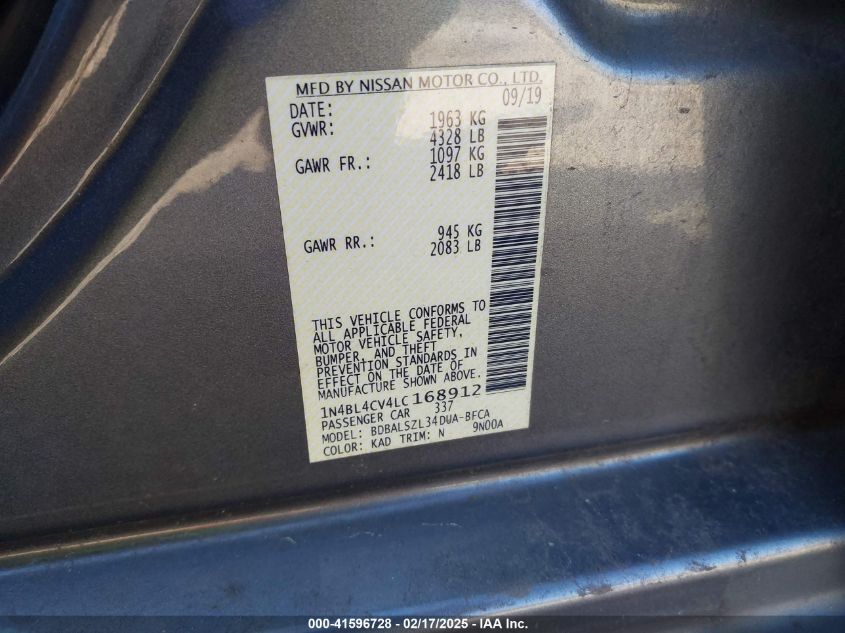 MFD BY NISSAN MOTOR CO., LTD.
DATE: 09/19
GVWR: 1963 KG
4328 LB
GAWR FR.: 1097 KG
2418 LB
GAWR RR.: 945 KG
2083 LB
THIS VEHICLE CONFORMS TO
ALL APPLICABLE FEDERAL
MOTOR VEHICLE SAFETY,
BUMPER, AND THEFT
PREVENTION STANDARDS IN
EFFECT ON THE DATE OF
MANUFACTURE SHOWN ABOVE.
1N4BL4CV4LC168912
PASSENGER CAR 337
MODEL: BDBALSZL34DUA-BFCA
COLOR: KAD TRIM: N 9N00A
000-41596728 - 02/17/2025 - IAA Inc.